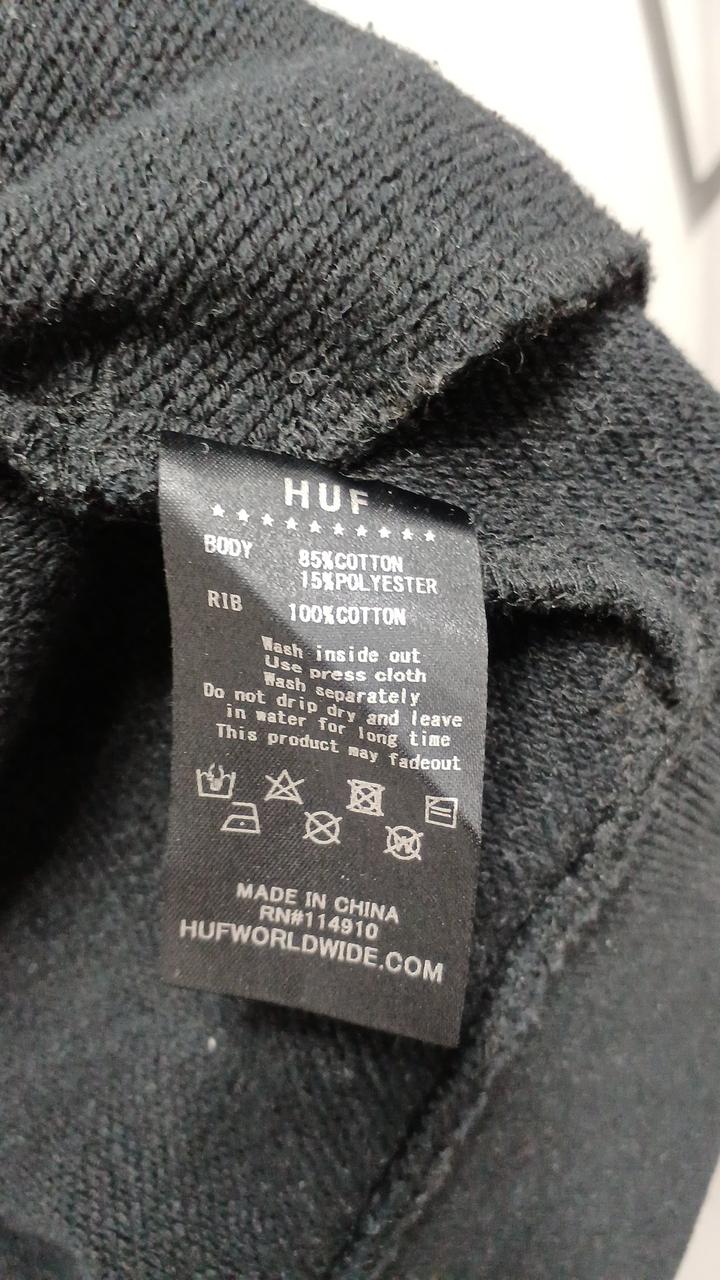 HUF
BODY 85%COTTON
15%POLYESTER
RIB 100%COTTON
Wash inside out
Use press cloth
Wash separately
Do not drip dry and leave
in water for long time
This product may fadeout
MADE IN CHINA
RN#114910
HUFWORLDWIDE.COM